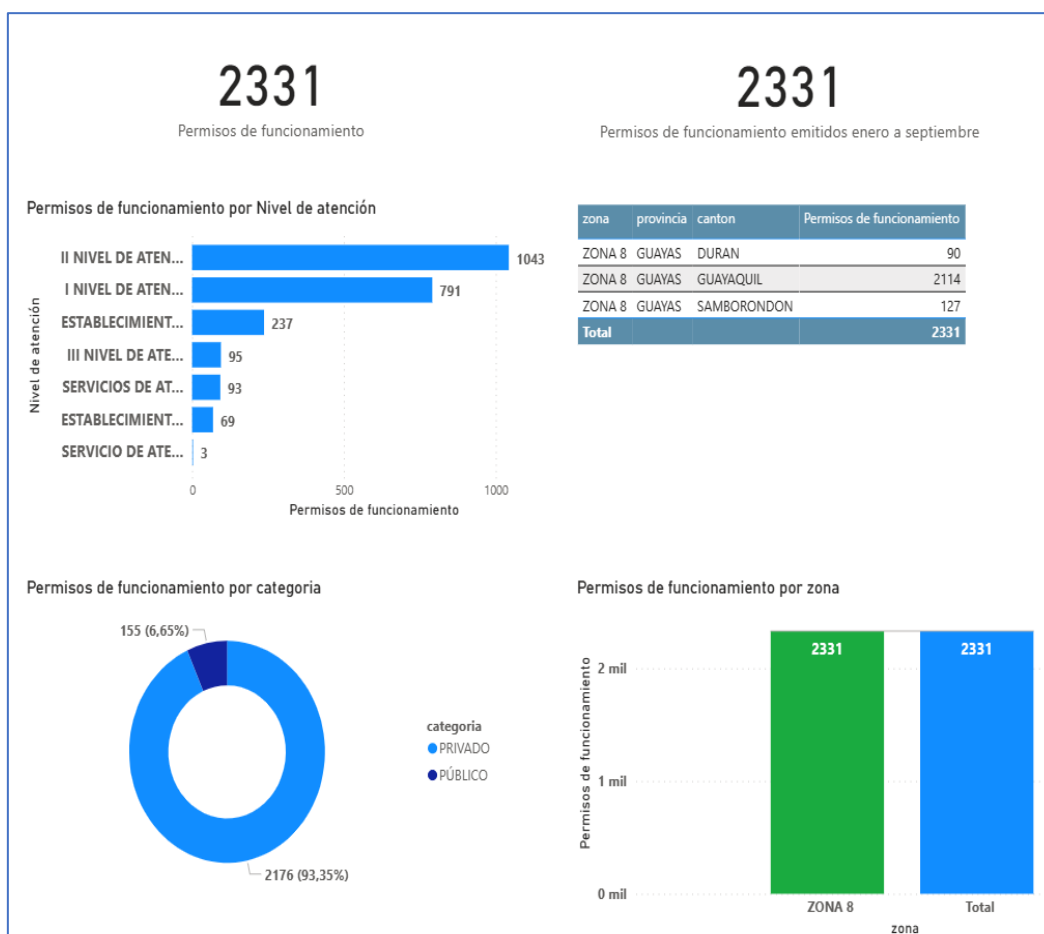 2331
Permisos de funcionamiento
2331
Permisos de funcionamiento emitidos enero a septiembre
Permisos de funcionamiento por Nivel de atención
Nivel de atención
II NIVEL DE ATEN... 1043
I NIVEL DE ATEN... 791
ESTABLECIMIENT... 237
III NIVEL DE ATE... 95
SERVICIOS DE AT... 93
ESTABLECIMIENT... 69
SERVICIO DE ATE... 3
0 500 1000
Permisos de funcionamiento
zona provincia canton Permisos de funcionamiento
ZONA 8 GUAYAS DURAN 90
ZONA 8 GUAYAS GUAYAQUIL 2114
ZONA 8 GUAYAS SAMBORONDON 127
Total 2331
Permisos de funcionamiento por categoria
155 (6,65%)
2176 (93,35%)
categoria
PRIVADO
PÚBLICO
Permisos de funcionamiento por zona
Permisos de funcionamiento
2 mil
1 mil
0 mil
2331 2331
ZONA 8 Total
zona